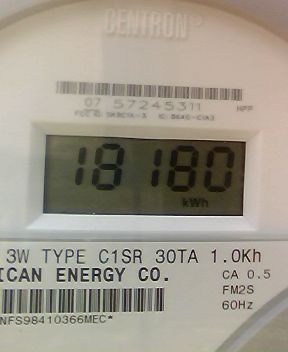 CENTRON®
07 57245311
HPP
18180
kWh
3W TYPE C1SR 30TA 1.0Kh
ICAN ENERGY CO.
CA 0.5
FM2S
60Hz
NFS98410366MEC*